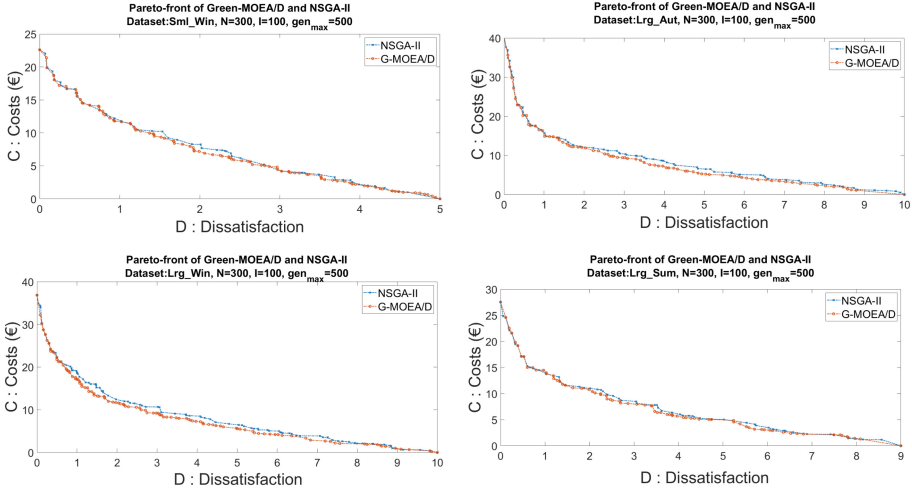 Pareto-front of Green-MOEA/D and NSGA-II
Dataset:Sml_Win, N=300, I=100, gen_max=500
NSGA-II
G-MOEA/D
C : Costs (€)
25
20
15
10
5
0
0 1 2 3 4 5
D : Dissatisfaction
Pareto-front of Green-MOEA/D and NSGA-II
Dataset:Lrg_Aut, N=300, I=100, gen_max=500
NSGA-II
G-MOEA/D
C : Costs (€)
40
30
20
10
0
0 1 2 3 4 5 6 7 8 9 10
D : Dissatisfaction
Pareto-front of Green-MOEA/D and NSGA-II
Dataset:Lrg_Win, N=300, I=100, gen_max=500
NSGA-II
G-MOEA/D
C : Costs (€)
40
30
20
10
0
0 1 2 3 4 5 6 7 8 9 10
D : Dissatisfaction
Pareto-front of Green-MOEA/D and NSGA-II
Dataset:Lrg_Sum, N=300, I=100, gen_max=500
NSGA-II
G-MOEA/D
C : Costs (€)
30
25
20
15
10
5
0
0 1 2 3 4 5 6 7 8 9
D : Dissatisfaction